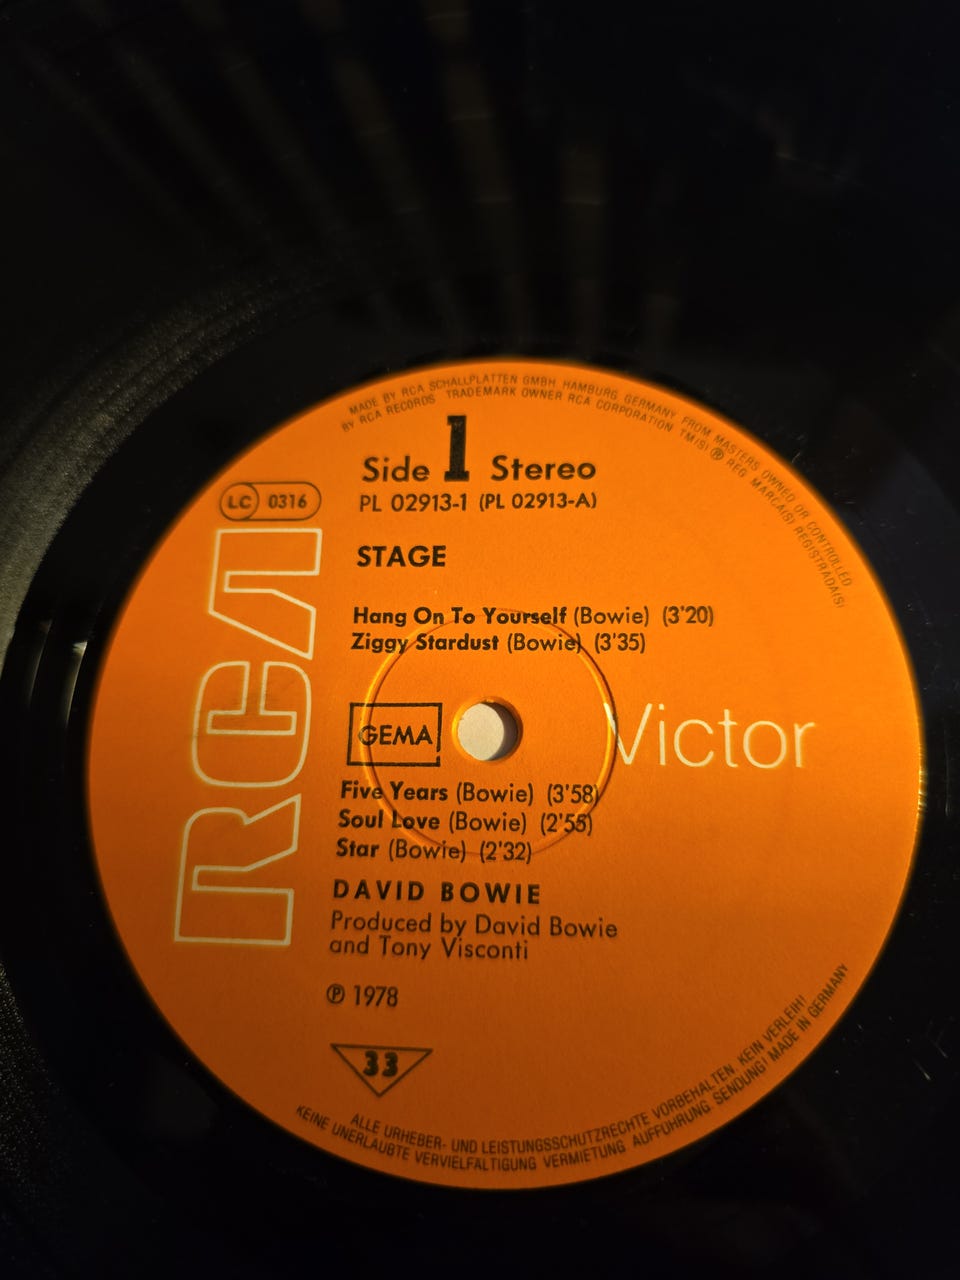 MADE BY RCA SCHALLPLATTEN GMBH, HAMBURG, GERMANY FROM MASTERS OWNED OR CONTROLLED
BY RCA RECORDS TRADEMARK OWNER RCA CORPORATION TM(S) ® REG MARCA(S) REGISTRADA(S)
Side 1 Stereo
LC 0316
PL 02913-1 (PL 02913-A)
STAGE
Hang On To Yourself (Bowie) (3'20)
Ziggy Stardust (Bowie) (3'35)
RCA
GEMA
Victor
Five Years (Bowie) (3'58)
Soul Love (Bowie) (2'55)
Star (Bowie) (2'32)
DAVID BOWIE
Produced by David Bowie
and Tony Visconti
℗ 1978
33
ALLE URHEBER- UND LEISTUNGSSCHUTZRECHTE VORBEHALTEN. KEIN VERLEIH!
KEINE UNERLAUBTE VERVIELFÄLTIGUNG VERMIETUNG AUFFÜHRUNG SENDUNG! MADE IN GERMANY